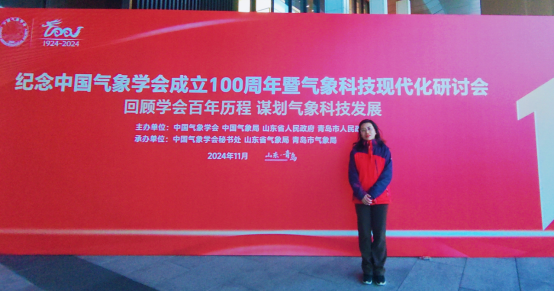 1924-2024
纪念中国气象学会成立100周年暨气象科技现代化研讨会
回顾学会百年历程 谋划气象科技发展
主办单位：中国气象学会 中国气象局 山东省人民政府 青岛市人民政
承办单位：中国气象学会秘书处 山东省气象局 青岛市气象局
2024年11月 山东·青岛